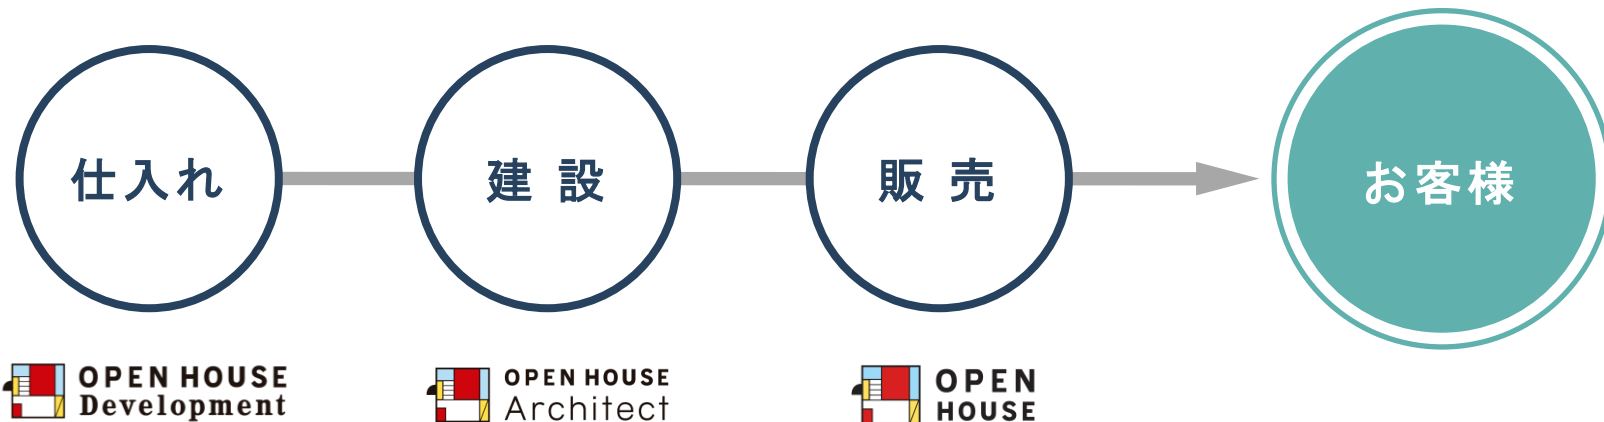 仕入れ
建設
販売
お客様
OPEN HOUSE
Development
OPEN HOUSE
Architect
OPEN
HOUSE